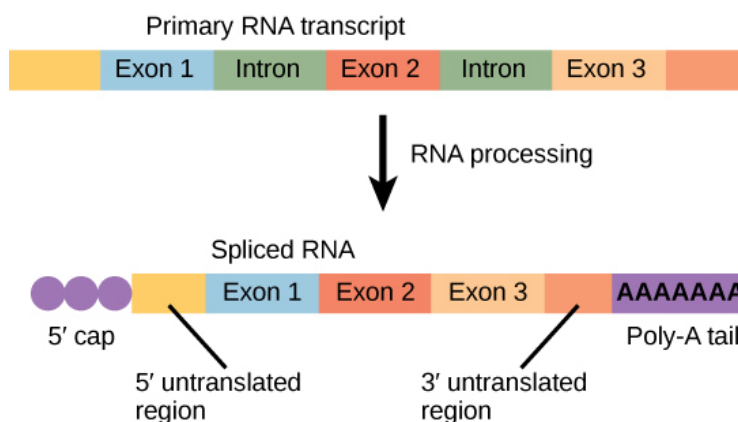 Primary RNA transcript
Exon 1 Intron Exon 2 Intron Exon 3
RNA processing
Spliced RNA
Exon 1 Exon 2 Exon 3 AAAAAAA
5′ cap Poly-A tail
5′ untranslated region
3′ untranslated region